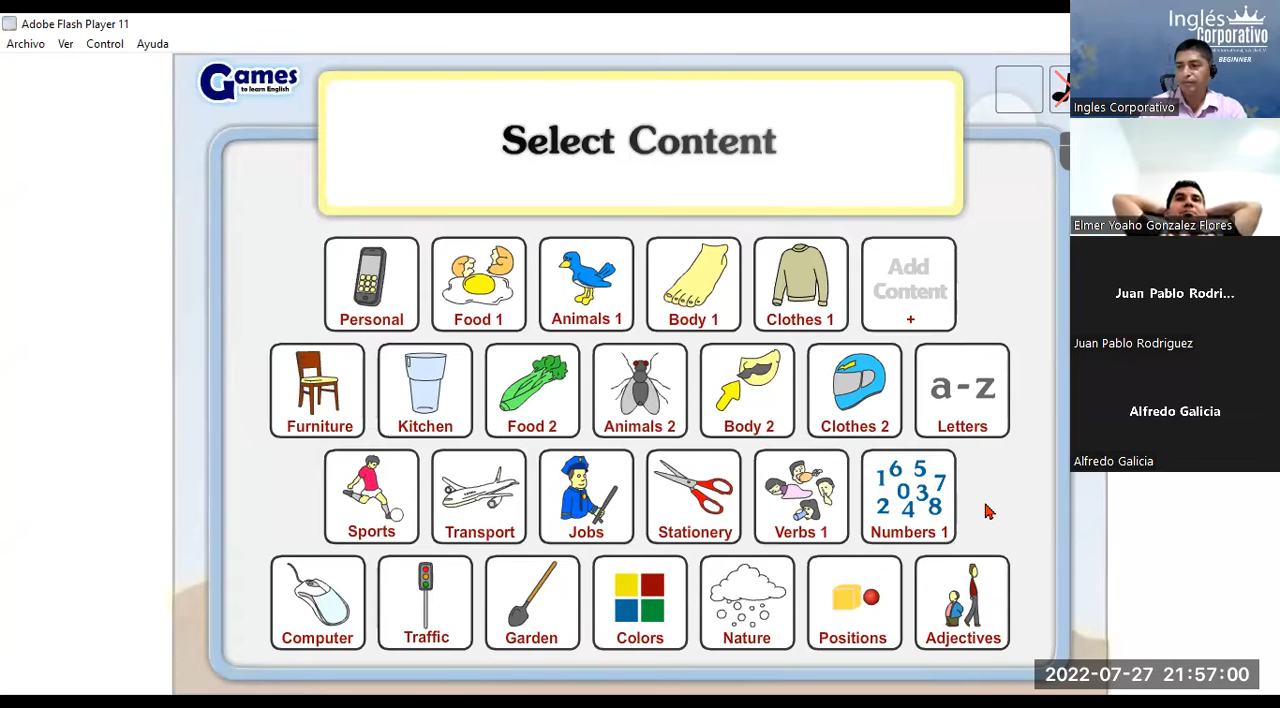 Adobe Flash Player 11
Archivo Ver Control Ayuda
Games
to learn English
Select Content
Personal Food 1 Animals 1 Body 1 Clothes 1 Add Content +
Furniture Kitchen Food 2 Animals 2 Body 2 Clothes 2 a-z Letters
Sports Transport Jobs Stationery Verbs 1 1 6 5 7 0 3 2 4 8 Numbers 1
Computer Traffic Garden Colors Nature Positions Adjectives
Inglés
Corporativo
BEGINNER
Ingles Corporativo
Elmer Yoaho Gonzalez Flores
Juan Pablo Rodri...
Juan Pablo Rodriguez
Alfredo Galicia
Alfredo Galicia
2022-07-27 21:57:00